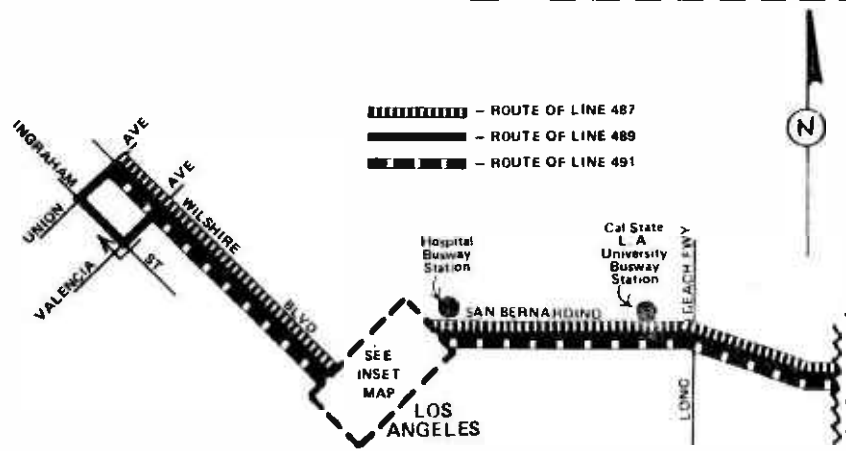 – ROUTE OF LINE 487
– ROUTE OF LINE 489
– ROUTE OF LINE 491
N
INGRAHAM
AVE
AVE
UNION
WILSHIRE
VALENCIA
ST
BLVD
Hospital
Busway
Station
Cal State
L. A
University
Busway
Station
SAN BERNARDINO
LONG
BEACH FWY
SEE
INSET
MAP
LOS
ANGELES